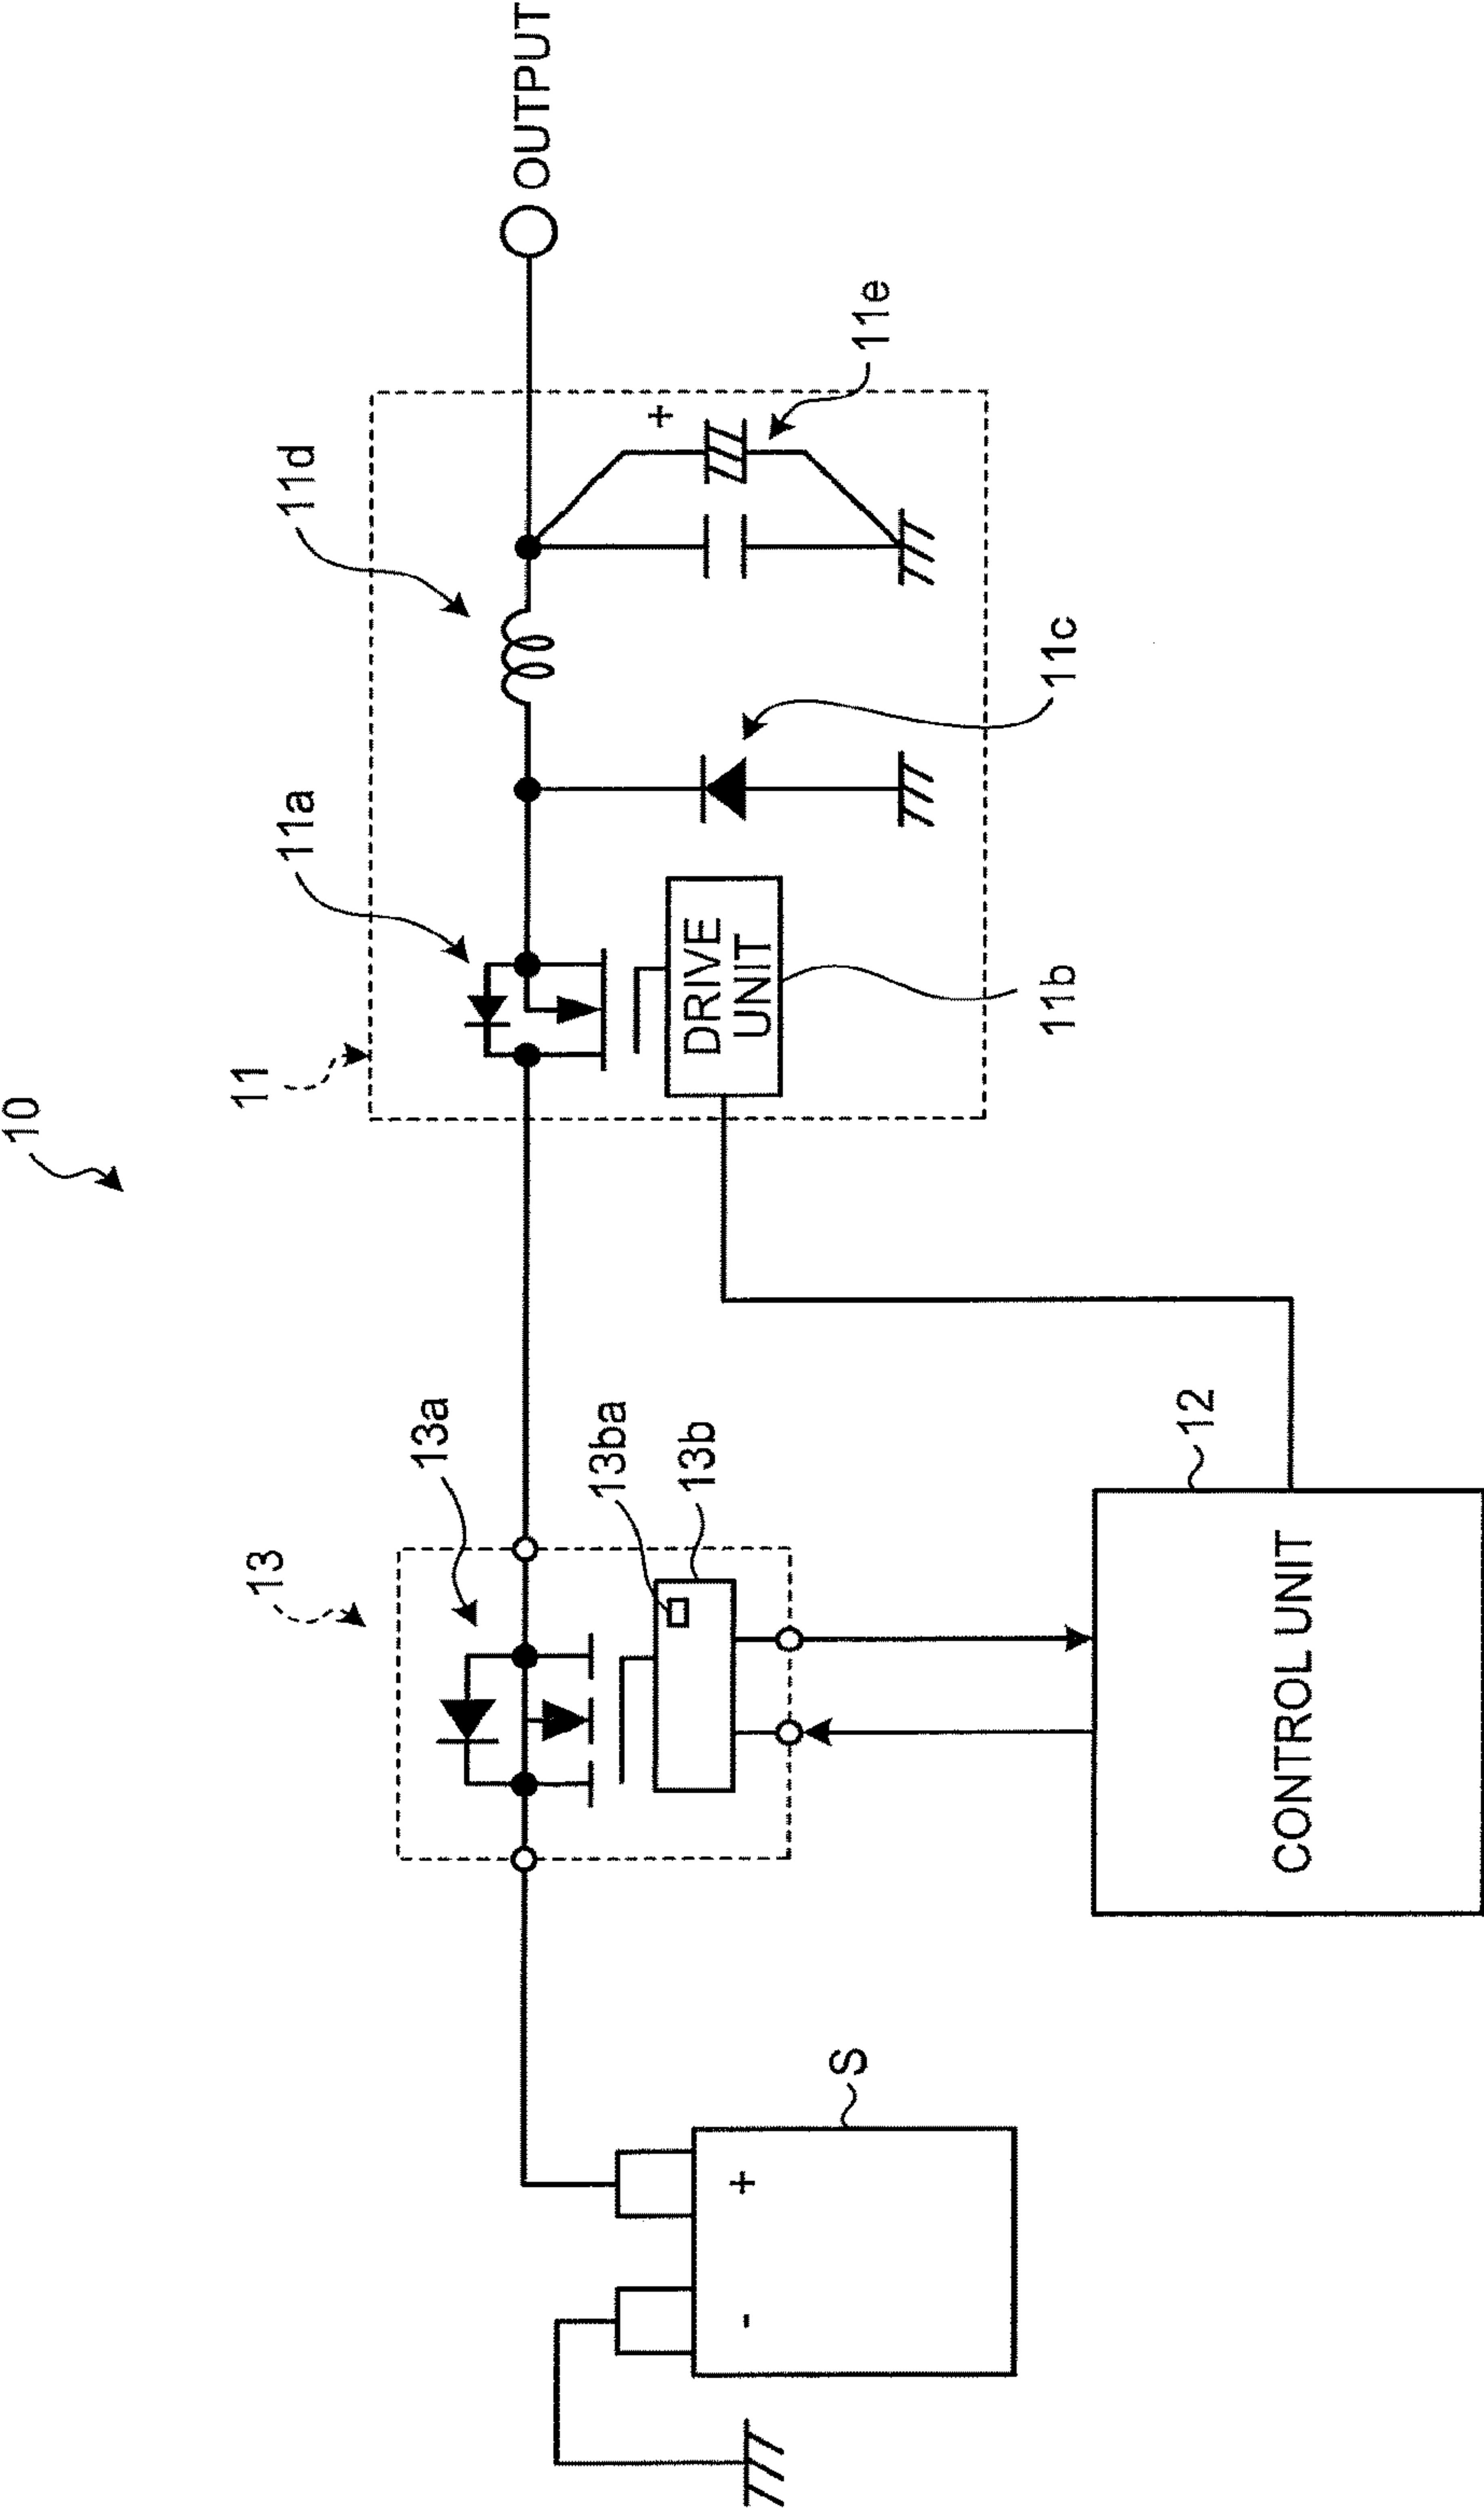 10
11
11a
11d
OUTPUT
+
11e
11c
DRIVE
UNIT
11b
13
13a
13ba
13b
12
CONTROL UNIT
S
+
-